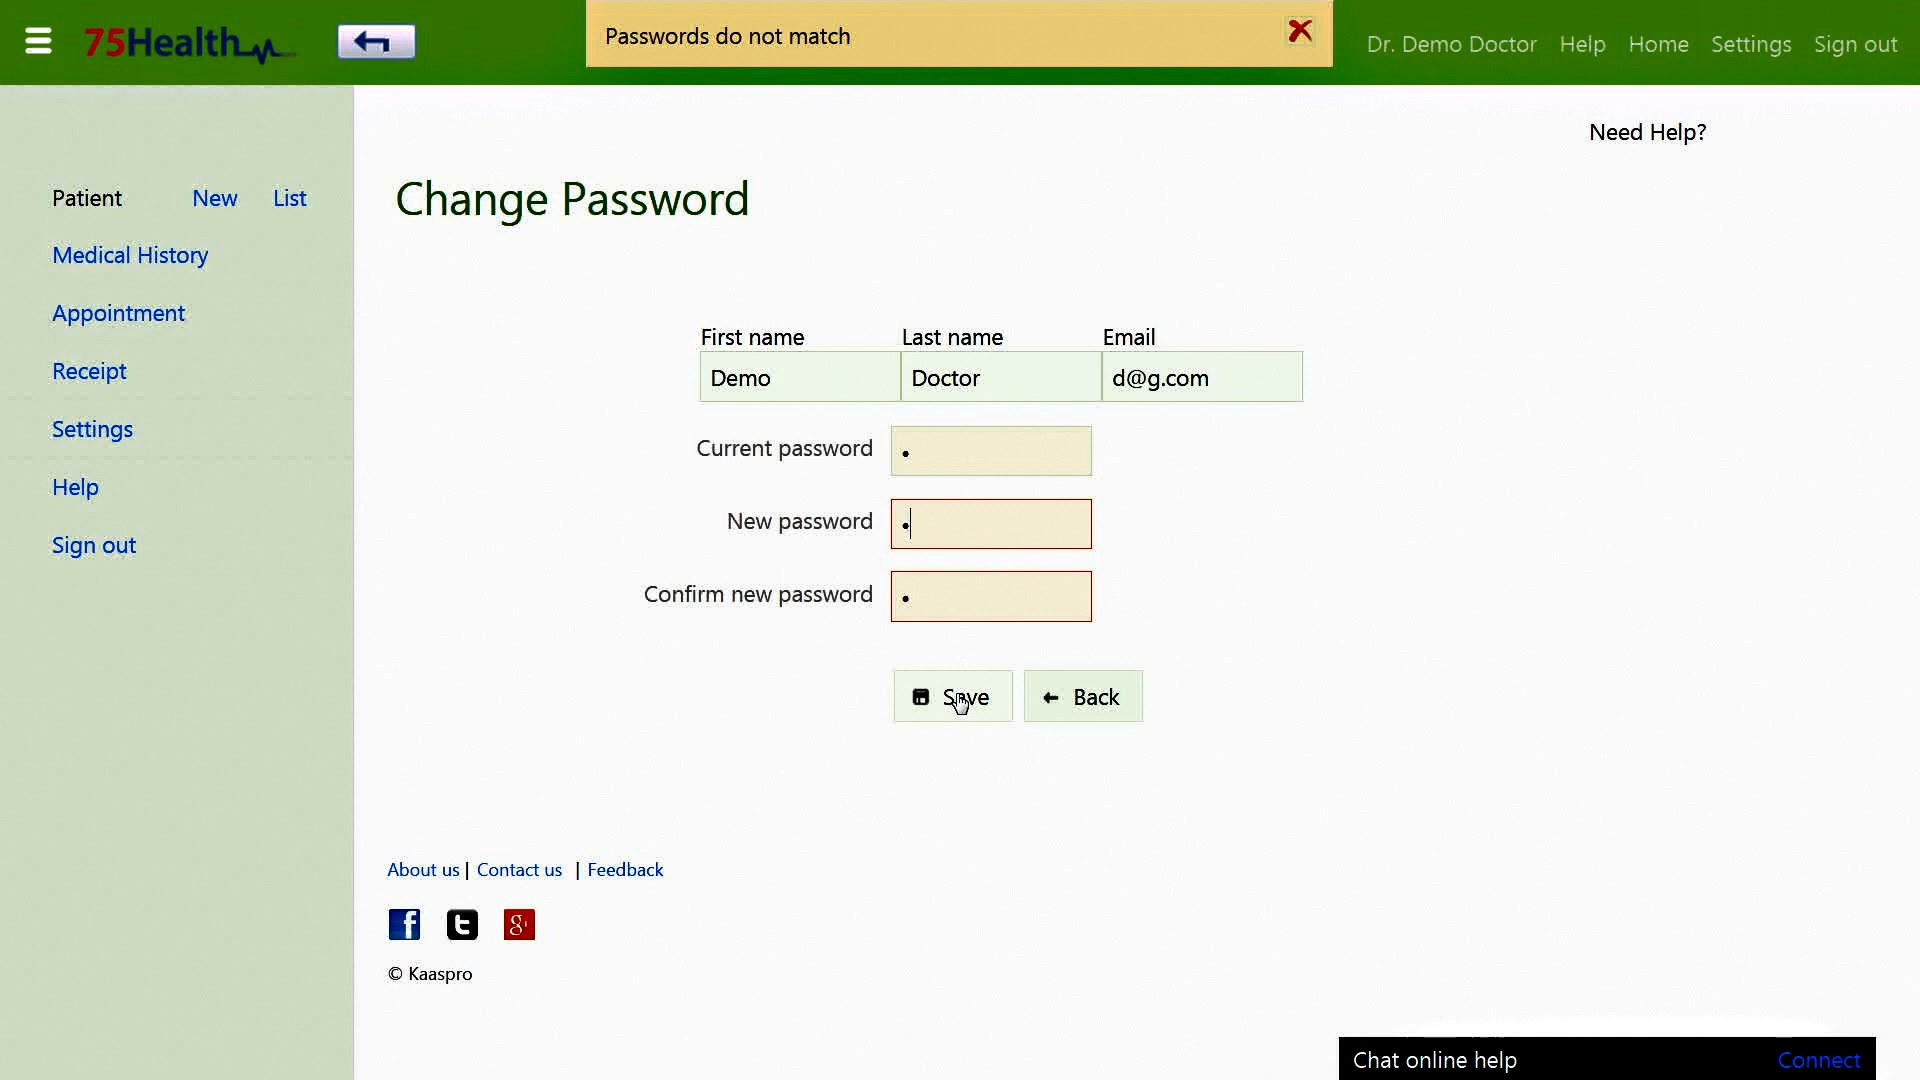 75Health
Passwords do not match
Dr. Demo Doctor Help Home Settings Sign out
Need Help?
Patient New List
Medical History
Appointment
Receipt
Settings
Help
Sign out
Change Password
First name Last name Email
Demo Doctor d@g.com
Current password •
New password •
Confirm new password •
Save Back
About us | Contact us | Feedback
© Kaaspro
Chat online help Connect